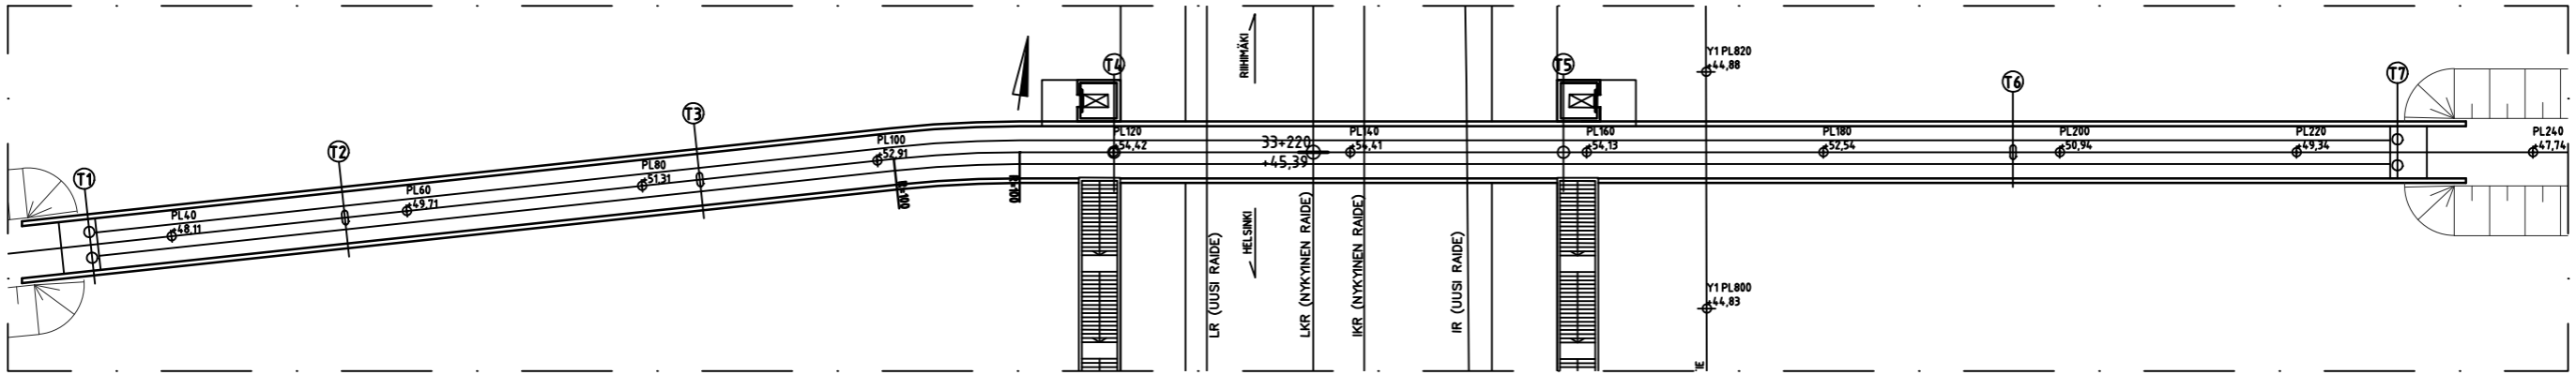 T1
T2
T3
T4
T5
T6
T7
PL40
+48,11
PL60
+49,71
PL80
+51,31
PL100
+52,91
PL120
+54,42
PL140
+54,41
PL160
+54,13
PL180
+52,54
PL200
+50,94
PL220
+49,34
PL240
+47,74
33+220
+45,39
RIIHIMÄKI
HELSINKI
LR (UUSI RAIDE)
LKR (NYKYINEN RAIDE)
IKR (NYKYINEN RAIDE)
IR (UUSI RAIDE)
Y1 PL820
+44,88
Y1 PL800
+44,83